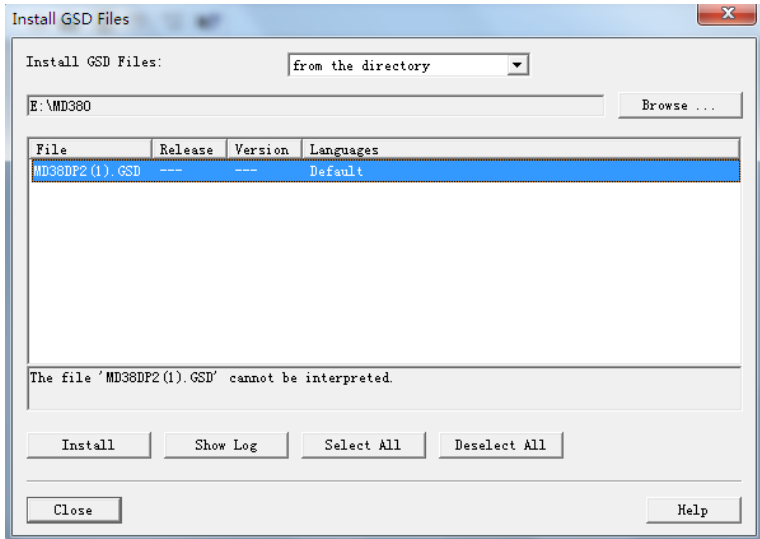 Install GSD Files
X
Install GSD Files:
from the directory
E:\MD380
Browse ...
File Release Version Languages
MD38DP2(1).GSD --- --- Default
The file 'MD38DP2(1).GSD' cannot be interpreted.
Install Show Log Select All Deselect All
Close Help